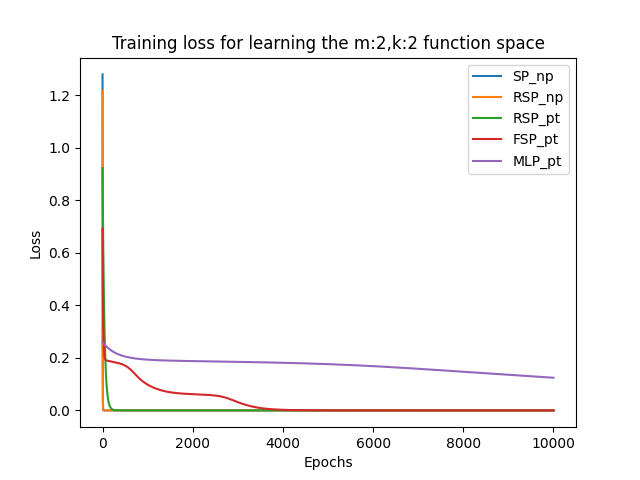 Training loss for learning the m:2,k:2 function space
SP_np
RSP_np
RSP_pt
FSP_pt
MLP_pt
Loss
1.2
1.0
0.8
0.6
0.4
0.2
0.0
0 2000 4000 6000 8000 10000
Epochs